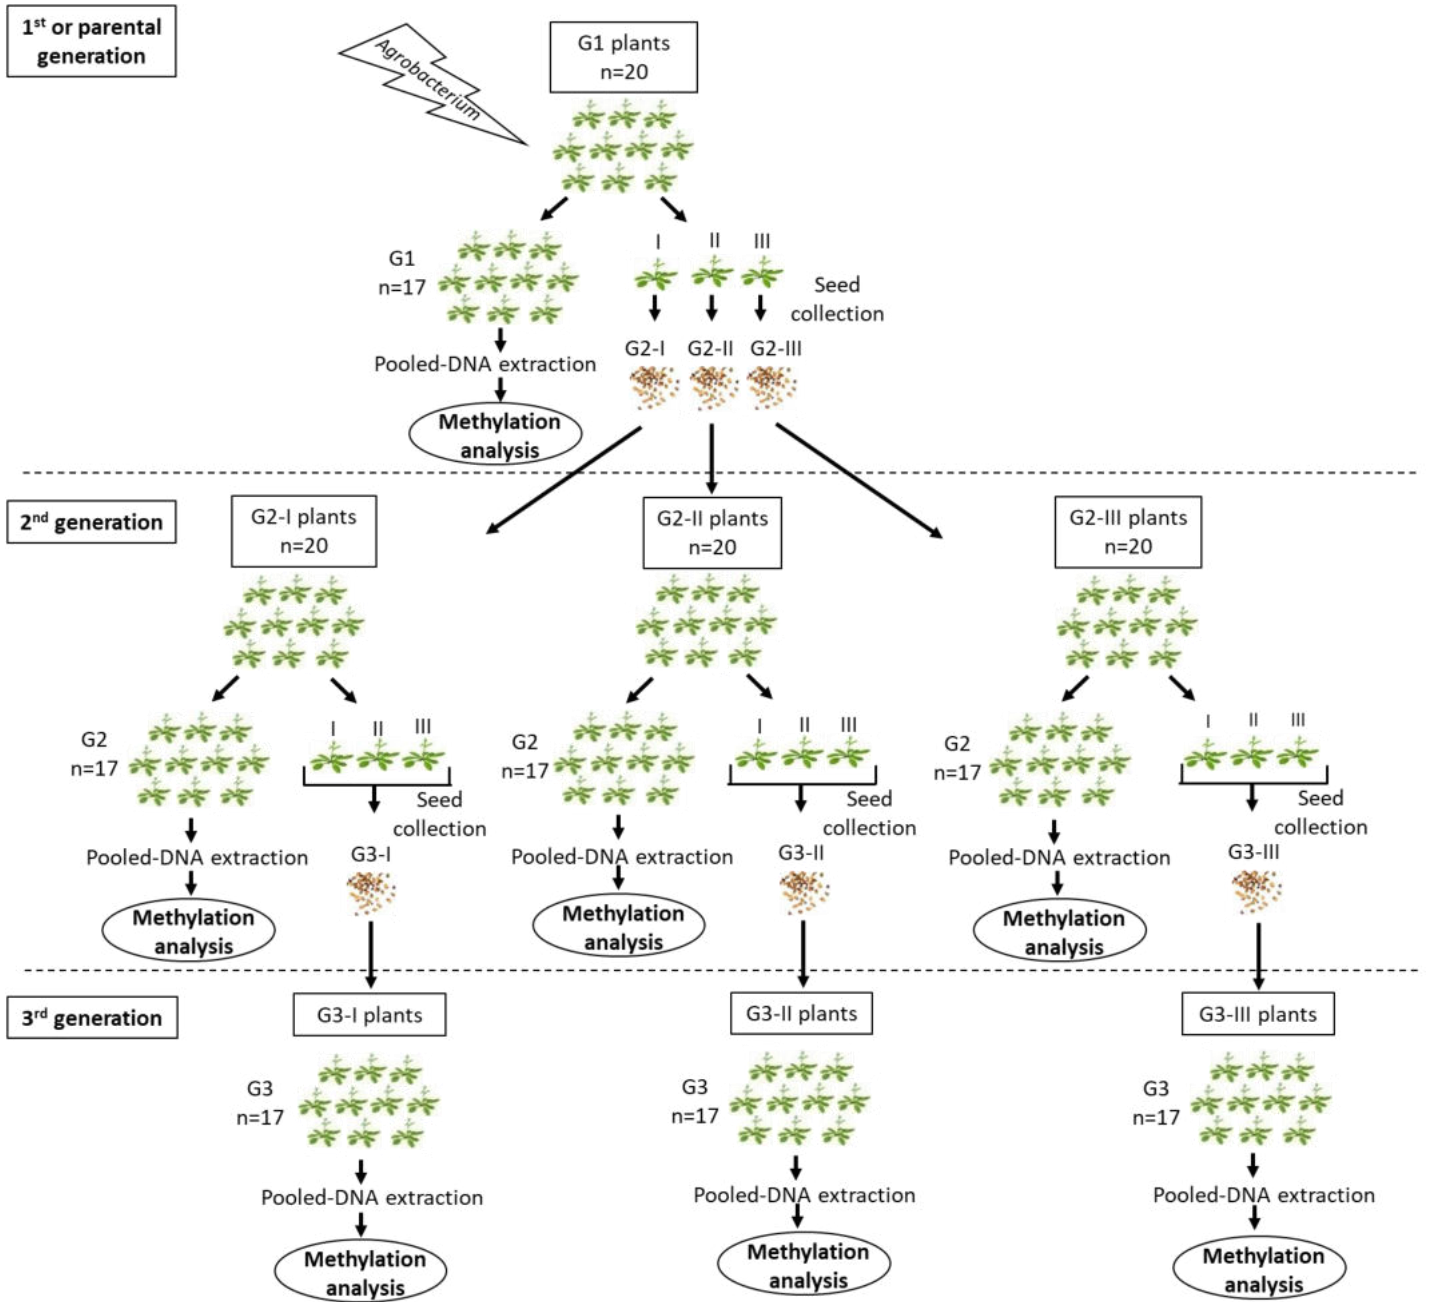 1st or parental
generation
Agrobacterium
G1 plants
n=20
G1
n=17
I
II
III
Seed
collection
Pooled-DNA extraction
G2-I
G2-II
G2-III
Methylation
analysis
2nd generation
G2-I plants
n=20
G2-II plants
n=20
G2-III plants
n=20
G2
n=17
I
II
III
Seed
collection
Pooled-DNA extraction
G3-I
Methylation
analysis
G2
n=17
I
II
III
Seed
collection
Pooled-DNA extraction
G3-II
Methylation
analysis
G2
n=17
I
II
III
Seed
collection
Pooled-DNA extraction
G3-III
Methylation
analysis
3rd generation
G3-I plants
G3-II plants
G3-III plants
G3
n=17
Pooled-DNA extraction
Methylation
analysis
G3
n=17
Pooled-DNA extraction
Methylation
analysis
G3
n=17
Pooled-DNA extraction
Methylation
analysis